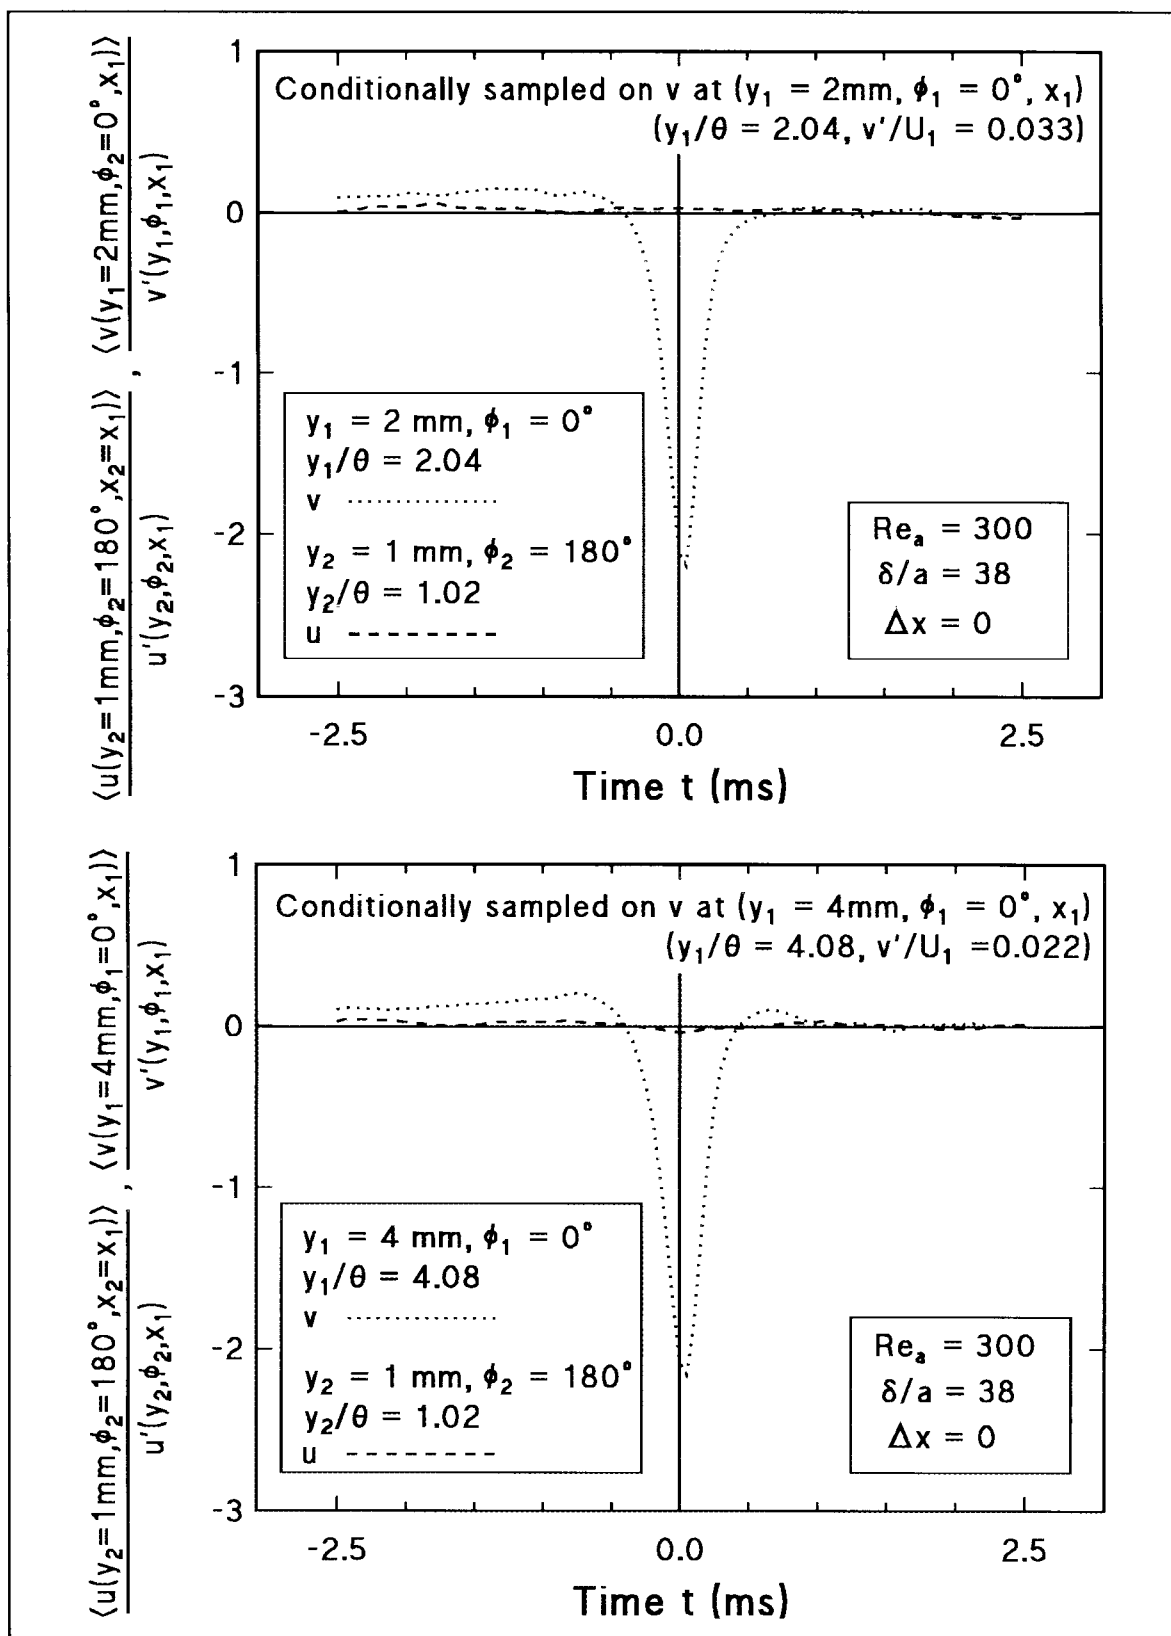 ⟨v(y₁=2mm,ϕ₂=0°,x₁)⟩
v′(y₁,ϕ₁,x₁)
,
⟨u(y₂=1mm,ϕ₂=180°,x₂=x₁)⟩
u′(y₂,ϕ₂,x₁)
1
0
-1
-2
-3
Conditionally sampled on v at (y₁ = 2mm, ϕ₁ = 0°, x₁)
(y₁/θ = 2.04, v′/U₁ = 0.033)
y₁ = 2 mm, ϕ₁ = 0°
y₁/θ = 2.04
v
y₂ = 1 mm, ϕ₂ = 180°
y₂/θ = 1.02
u
Reₐ = 300
δ/a = 38
Δx = 0
-2.5 0.0 2.5
Time t (ms)
⟨v(y₁=4mm,ϕ₁=0°,x₁)⟩
v′(y₁,ϕ₁,x₁)
,
⟨u(y₂=1mm,ϕ₂=180°,x₂=x₁)⟩
u′(y₂,ϕ₂,x₁)
1
0
-1
-2
-3
Conditionally sampled on v at (y₁ = 4mm, ϕ₁ = 0°, x₁)
(y₁/θ = 4.08, v′/U₁ =0.022)
y₁ = 4 mm, ϕ₁ = 0°
y₁/θ = 4.08
v
y₂ = 1 mm, ϕ₂ = 180°
y₂/θ = 1.02
u
Reₐ = 300
δ/a = 38
Δx = 0
-2.5 0.0 2.5
Time t (ms)